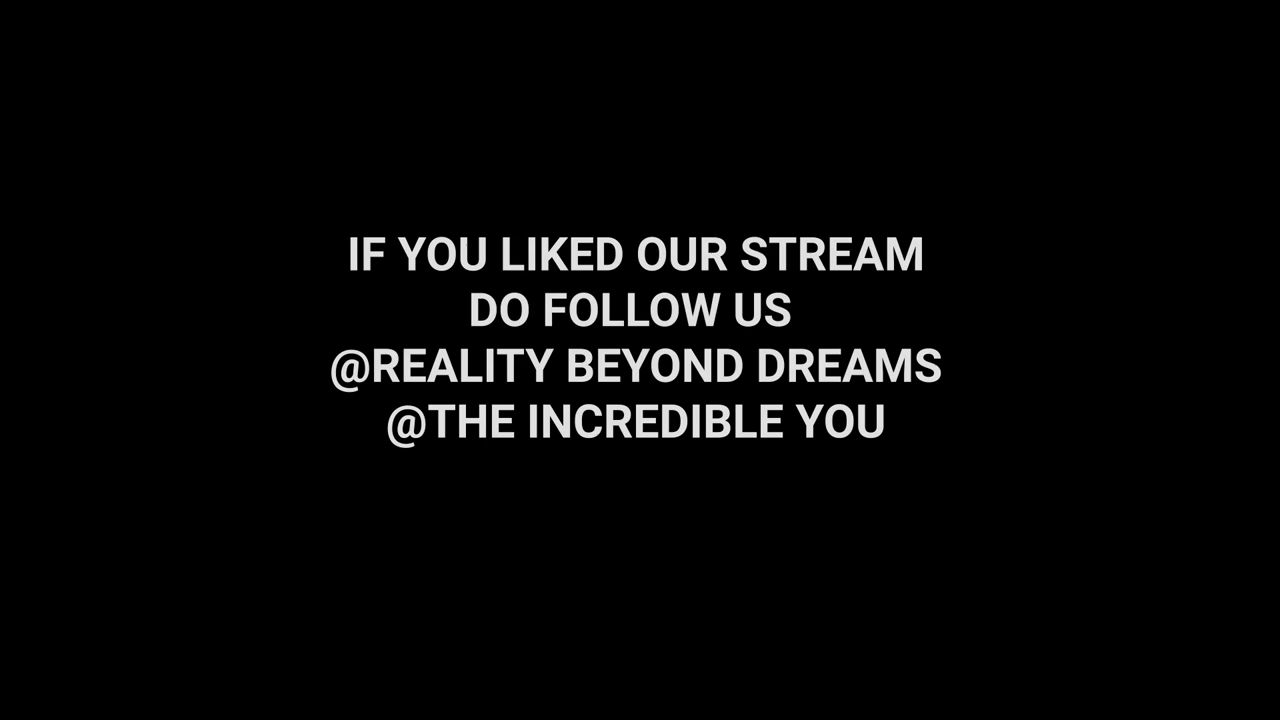 IF YOU LIKED OUR STREAM
DO FOLLOW US
@REALITY BEYOND DREAMS
@THE INCREDIBLE YOU